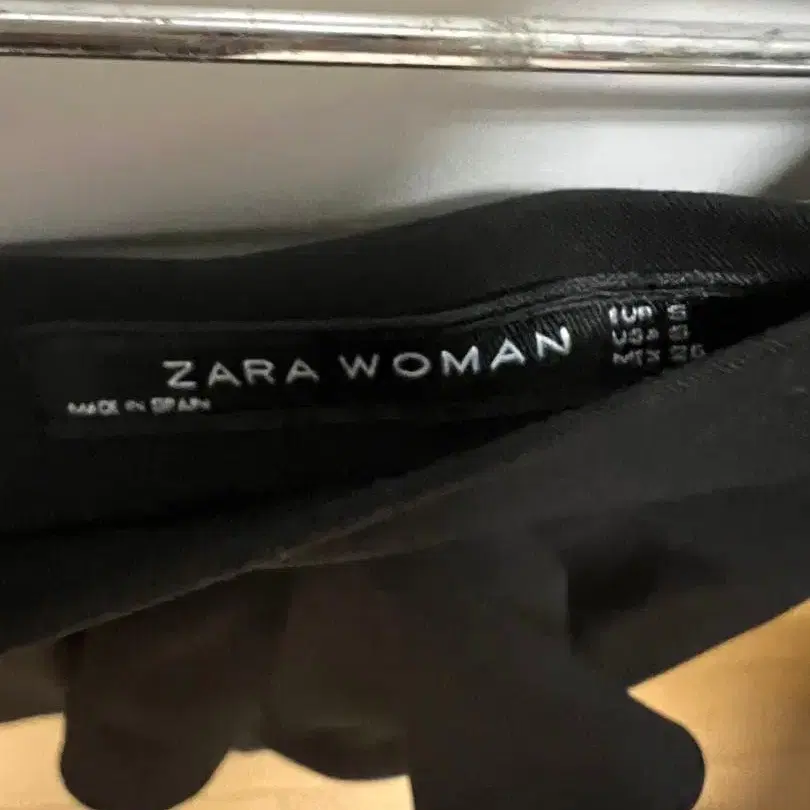 ZARA WOMAN
MADE IN SPAIN
EUR S
USA S
MEX 26